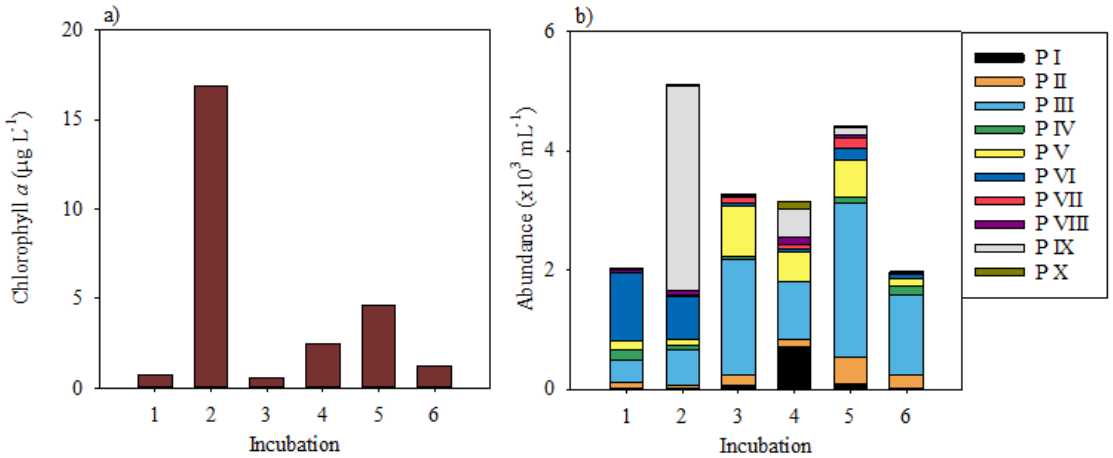 a)
Chlorophyll a (µg L-1)
20
15
10
5
0
1 2 3 4 5 6
Incubation
b)
Abundance (x10³ mL-1)
6
4
2
0
1 2 3 4 5 6
Incubation
P I
P II
P III
P IV
P V
P VI
P VII
P VIII
P IX
P X